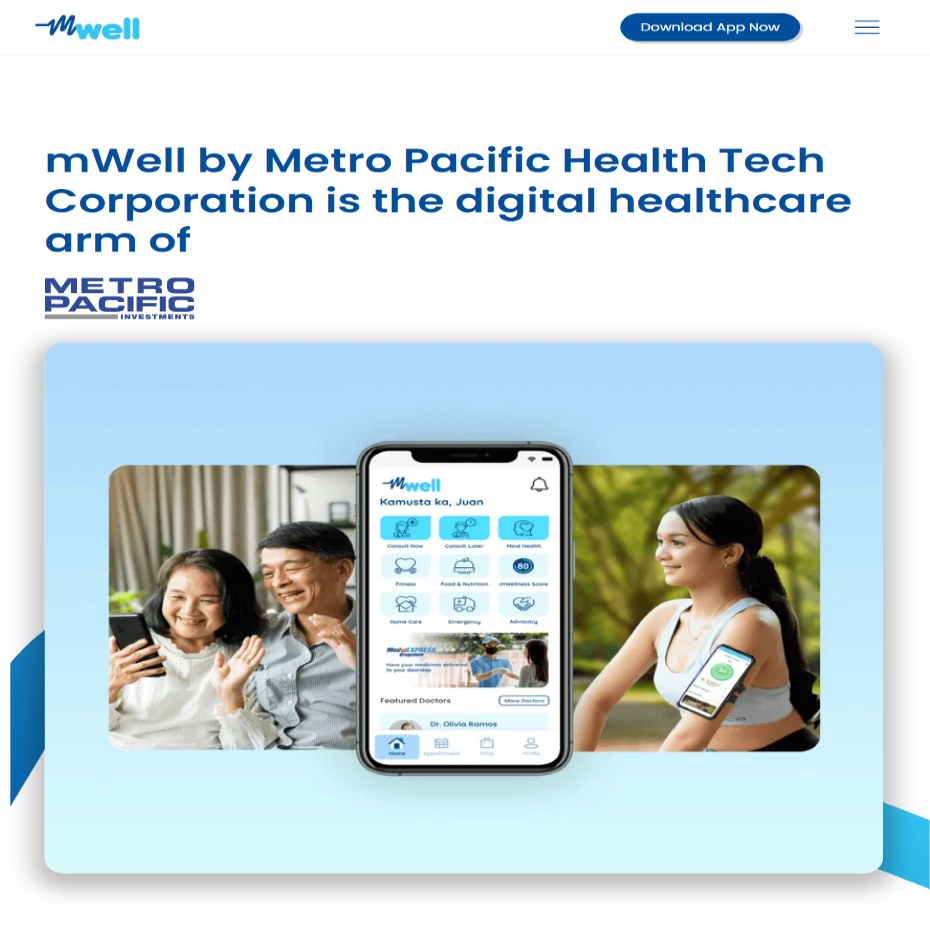 mwell
Download App Now
mWell by Metro Pacific Health Tech
Corporation is the digital healthcare
arm of
METRO
PACIFIC
INVESTMENTS
mwell
Kamusta ka, Juan
Consult Now Consult Later Mind Health
80
Fitness Food & Nutrition mWellness Score
Home Care Emergency Advocacy
MedExpress
Drugstore
Have your medicines delivered
to your doorstep
Featured Doctors More Doctors
Dr. Olivia Ramos
Home Appointment Shop Profile